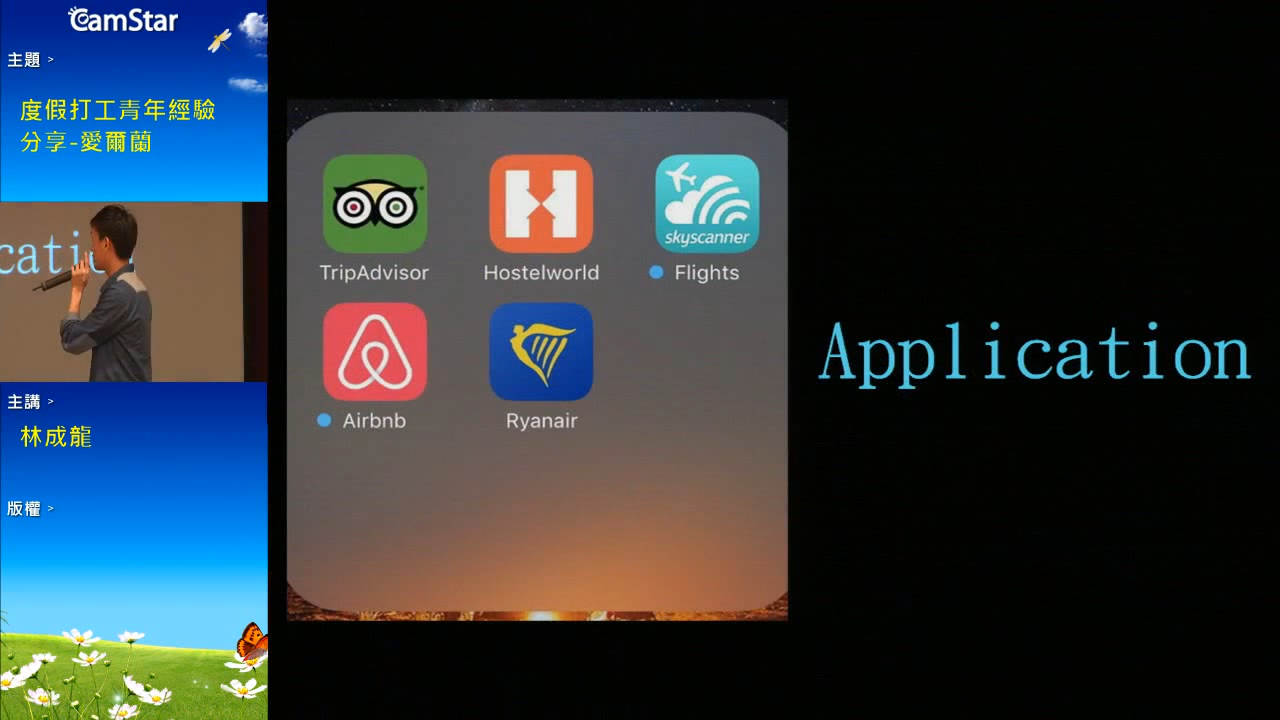 CamStar
主題 >
度假打工青年經驗
分享-愛爾蘭
主講 >
林成龍
版權 >
skyscanner
TripAdvisor
Hostelworld
Flights
Airbnb
Ryanair
Application